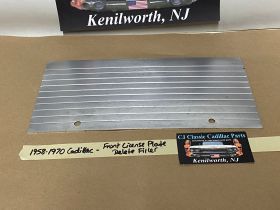 Kenilworth, NJ
1958-1970 Cadillac - Front License Plate
Delete Filler
CJ Classic Cadillac Parts
Kenilworth, NJ